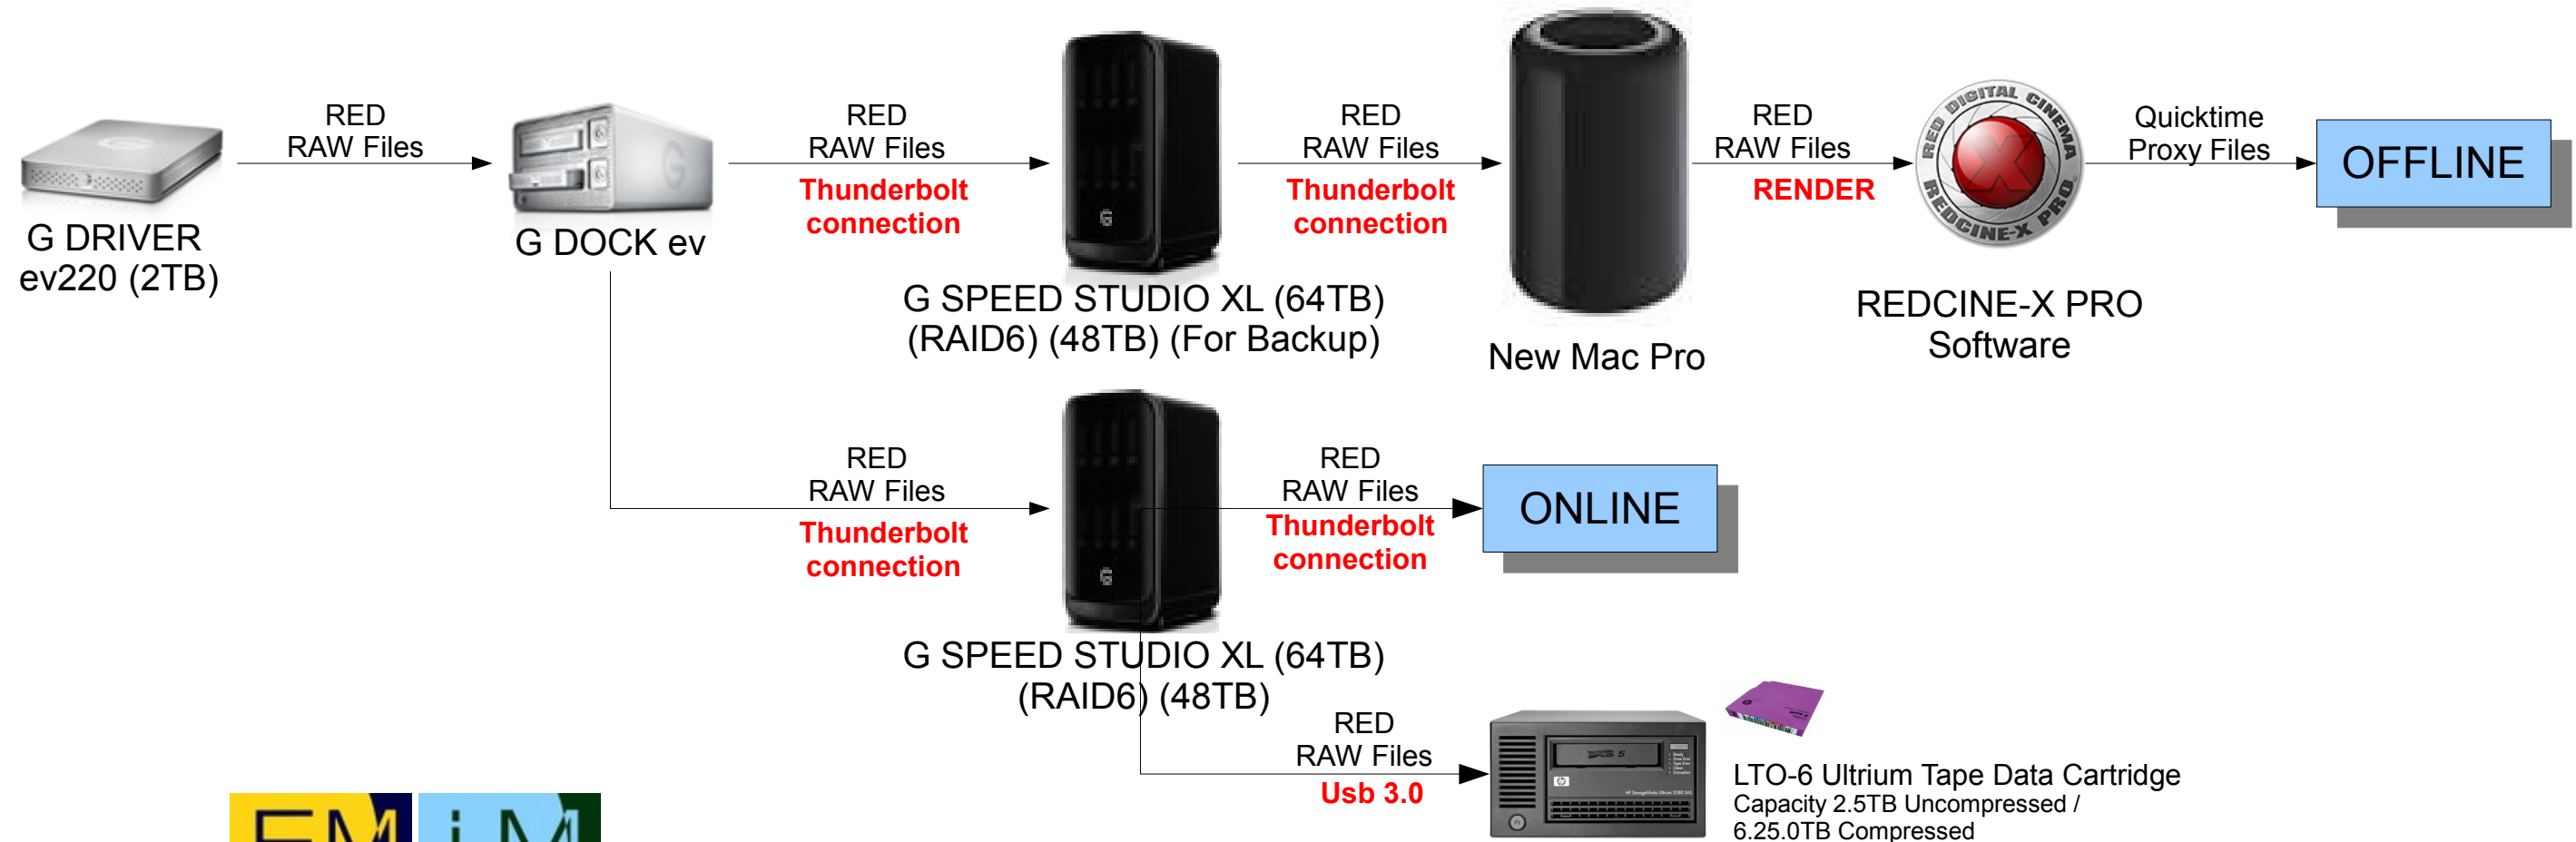 RED
RAW Files
G DRIVER
ev220 (2TB)
G DOCK ev
RED
RAW Files
Thunderbolt
connection
G SPEED STUDIO XL (64TB)
(RAID6) (48TB) (For Backup)
RED
RAW Files
Thunderbolt
connection
New Mac Pro
RED
RAW Files
RENDER
RED DIGITAL CINEMA
REDCINE-X PRO
REDCINE-X PRO
Software
Quicktime
Proxy Files
OFFLINE
RED
RAW Files
Thunderbolt
connection
G SPEED STUDIO XL (64TB)
(RAID6) (48TB)
RED
RAW Files
Thunderbolt
connection
ONLINE
RED
RAW Files
Usb 3.0
LTO-6 Ultrium Tape Data Cartridge
Capacity 2.5TB Uncompressed /
6.25.0TB Compressed